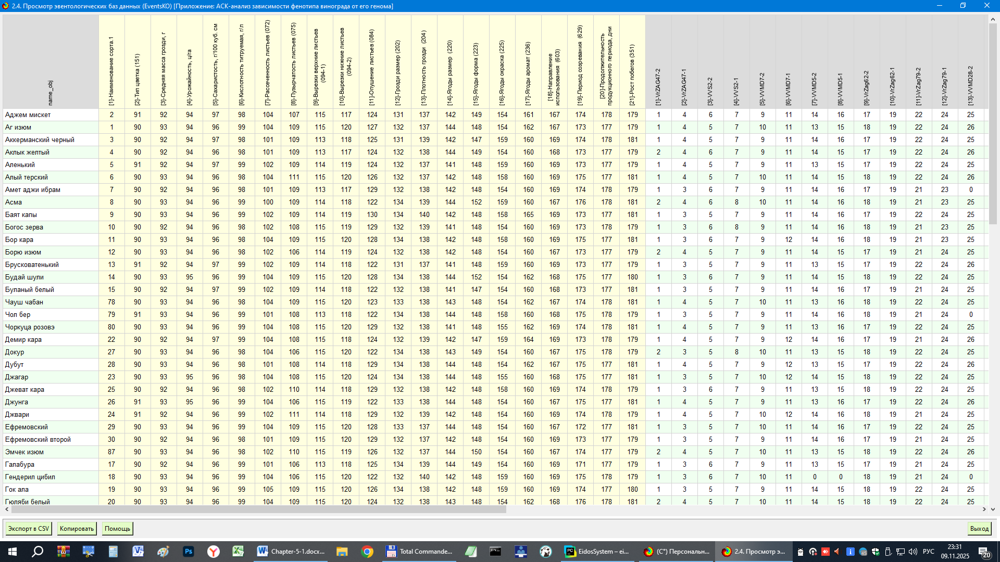 2.4. Просмотр эвентологических баз данных (EventsKO) [Приложение: АСК-анализ зависимости фенотипа винограда от его генома]
name_obj [1]-Наименование сорта.1 [2]-Тип цветка (151) [3]-Средняя масса грозди, г [4]-Урожайность, ц/га [5]-Сахаристость, г/100 куб. см [6]-Кислотность титруемая, г/л [7]-Рассеченность листьев (072) [8]-Пузырчатость листьев (075) [9]-Вырезки верхние листьев (094-1) [10]-Вырезки нижние листьев (094-2) [11]-Опушение листьев (084) [12]-Грозди размер (202) [13]-Плотность грозди (204) [14]-Ягоды размер (220) [15]-Ягоды форма (223) [16]-Ягоды окраска (225) [17]-Ягоды аромат (236) [18]-Направление использования (603) [19]-Период созревания (629) [20]-Продолжительность продукционного периода, дни [21]-Рост побегов (351) [1]-VrZAG47-2 [2]-VrZAG47-1 [3]-VVS2-2 [4]-VVS2-1 [5]-VVMD7-2 [6]-VVMD7-1 [7]-VVMD5-2 [8]-VVMD5-1 [9]-VrZag62-2 [10]-VrZag62-1 [11]-VrZag79-2 [12]-VrZag79-1 [13]-VVMD28-2
Аджем мискет 2 91 92 94 97 98 104 107 115 117 124 131 137 142 149 154 161 167 174 178 179 1 4 6 7 9 11 14 16 17 19 22 24 25
Аг изюм 1 90 93 94 96 99 104 109 115 120 127 132 137 144 148 154 162 167 173 177 179 1 4 5 7 10 11 13 15 18 19 22 24 26
Аккерманский черный 3 90 92 94 97 98 101 109 113 118 125 131 139 142 147 159 160 169 174 178 181 1 4 5 7 9 11 14 16 17 19 22 24 25
Аклык желтый 4 90 92 94 96 98 101 109 113 117 124 132 138 144 149 154 160 168 173 177 179 2 4 6 7 9 11 14 15 17 19 22 24 26
Аленький 5 91 92 94 97 99 102 109 114 119 124 132 137 141 148 159 160 169 173 177 179 1 4 5 7 9 11 13 15 17 19 22 24 25
Алый терский 6 90 93 94 96 98 104 111 115 120 126 132 137 142 148 158 160 169 174 178 179 1 4 5 7 10 11 14 15 18 19 22 24 26
Амет аджи ибрам 7 90 92 94 96 99 101 109 113 117 129 132 138 142 148 159 160 169 174 178 179 1 3 6 7 9 11 14 16 17 19 21 23 0
Асма 8 90 93 94 96 99 100 109 114 118 122 134 139 144 152 159 160 167 176 178 181 2 4 6 8 10 11 14 16 18 19 21 23 25
Баят капы 9 90 93 94 96 99 102 109 114 119 130 134 140 142 148 158 165 169 173 177 181 1 3 5 7 9 11 14 16 17 19 22 24 25
Богос зерва 10 90 92 94 96 98 102 108 115 119 129 132 139 141 148 154 160 169 173 178 179 1 3 6 8 9 11 14 16 18 19 21 23 25
Бор кара 11 90 93 94 96 98 104 109 115 120 128 134 138 142 148 158 160 169 175 177 181 1 3 6 7 9 12 14 16 18 19 21 23 25
Борю изюм 12 90 93 94 96 98 102 106 114 119 124 132 138 142 148 154 160 167 173 177 179 2 4 5 7 9 11 14 15 17 19 22 24 25
Брусковатенький 13 91 92 94 97 99 102 109 114 118 122 131 137 141 148 159 160 169 175 177 179 1 3 5 7 9 11 13 15 17 19 22 24 26
Будай шули 14 90 93 95 96 99 104 109 115 120 128 134 138 144 152 154 162 168 175 177 180 1 3 6 7 9 11 14 15 18 19 22 24 25
Буланый белый 15 90 92 94 97 99 102 109 114 118 122 132 138 141 147 154 160 168 173 177 181 1 3 5 7 9 11 14 16 17 19 21 24 25
Чауш чабан 78 90 93 94 96 98 104 109 115 120 123 133 138 143 148 154 162 167 174 178 181 1 4 5 7 10 11 13 16 18 19 22 24 25
Чол бер 79 91 93 94 96 99 101 108 113 118 122 134 138 144 148 158 160 168 175 178 179 1 3 5 7 9 11 14 16 18 19 21 24 0
Чоркуца розовэ 80 90 93 94 96 99 104 108 115 120 129 132 138 141 148 155 162 169 174 178 181 1 4 5 7 9 11 13 16 17 19 22 24 25
Демир кара 22 90 92 94 97 99 104 108 115 118 124 132 139 142 147 159 164 169 173 178 179 1 4 5 7 9 12 14 16 17 19 21 24 26
Докур 27 90 93 94 96 98 104 106 115 120 122 134 138 143 149 154 160 167 175 178 179 2 3 5 8 10 11 13 15 18 19 22 24 25
Дубут 28 90 93 94 96 98 101 108 114 118 129 134 138 144 148 154 162 167 175 177 181 1 4 5 7 9 12 13 15 17 19 22 24 26
Джагар 23 90 93 95 96 98 104 108 115 120 124 134 138 144 148 155 160 168 175 177 181 1 3 5 7 10 12 14 15 18 19 22 24 25
Джеват кара 25 90 92 94 96 98 102 110 114 118 129 132 138 142 148 158 160 169 174 178 179 1 3 6 7 9 11 13 15 18 19 22 24 25
Джунга 26 91 93 95 96 99 104 106 115 119 122 133 138 144 148 154 160 167 175 177 181 1 4 5 7 9 11 13 16 17 19 22 24 26
Джвари 24 91 92 94 96 99 102 111 114 118 129 132 139 142 148 154 160 169 174 178 179 1 4 5 7 10 12 14 16 18 19 21 24 25
Ефремовский 29 90 93 94 96 99 104 109 115 120 128 133 137 144 148 154 160 167 172 177 181 1 3 5 7 10 11 14 16 18 19 22 24 25
Ефремовский второй 30 90 92 94 96 98 101 109 115 120 129 132 137 142 148 154 160 169 174 177 179 1 3 5 7 9 11 14 16 17 19 22 24 25
Эмчек изюм 87 90 93 94 96 98 102 110 115 119 126 132 137 144 150 154 160 167 174 177 179 2 4 5 7 10 11 13 15 18 19 22 24 26
Галабура 17 90 92 94 96 99 101 106 113 118 125 134 139 144 149 154 160 169 171 177 179 1 3 6 7 9 11 13 15 17 19 21 24 25
Гендерил цибил 18 90 93 94 96 99 104 106 115 120 122 132 140 142 148 159 160 169 175 178 179 1 3 6 7 10 11 0 0 18 19 21 24 0
Гок ала 19 90 93 94 96 99 105 109 115 120 126 134 138 142 148 159 160 169 174 177 180 1 3 5 7 9 11 14 15 18 19 22 24 25
Гюляби белый 20 90 93 94 96 99 104 109 115 120 124 132 138 143 148 154 162 168 176 178 181 2 4 5 7 10 11 14 15 18 19 22 24 25
Экспорт в CSV Копировать Помощь Выход
Chapter-5-1.docx... Total Commande... EidosSystem – ei... (С°) Персональн... 2.4. Просмотр э... РУС 23:31
09.11.2025 20